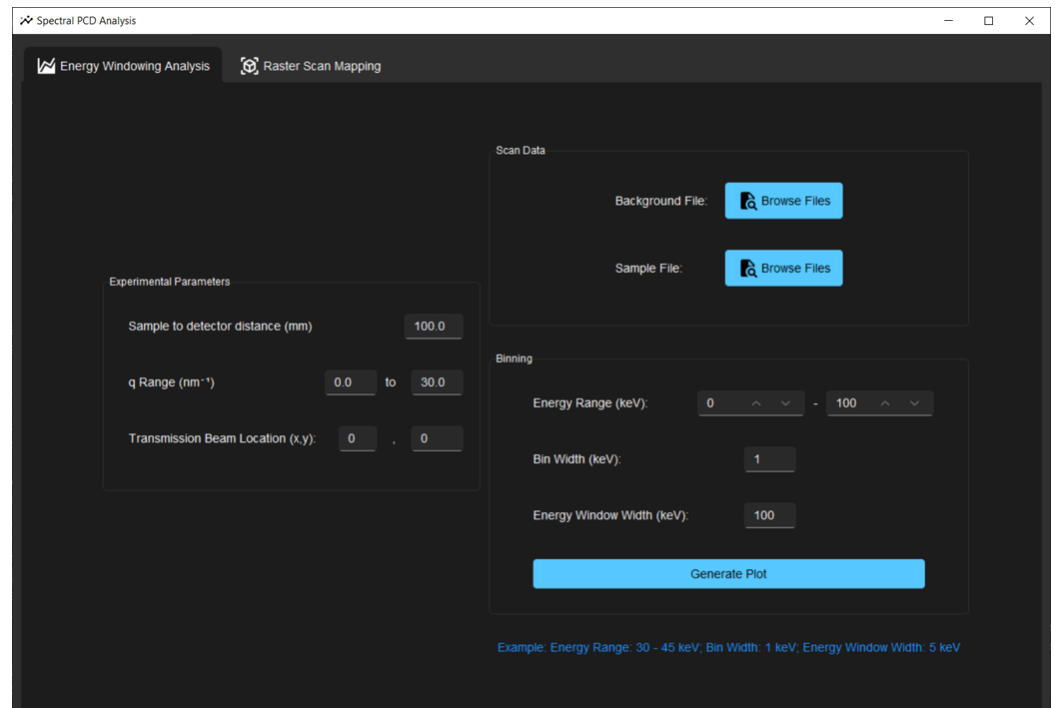 Spectral PCD Analysis
Energy Windowing Analysis
Raster Scan Mapping
Experimental Parameters
Sample to detector distance (mm) 100.0
q Range (nm⁻¹) 0.0 to 30.0
Transmission Beam Location (x,y): 0 , 0
Scan Data
Background File: Browse Files
Sample File: Browse Files
Binning
Energy Range (keV): 0 - 100
Bin Width (keV): 1
Energy Window Width (keV): 100
Generate Plot
Example: Energy Range: 30 - 45 keV; Bin Width: 1 keV; Energy Window Width: 5 keV